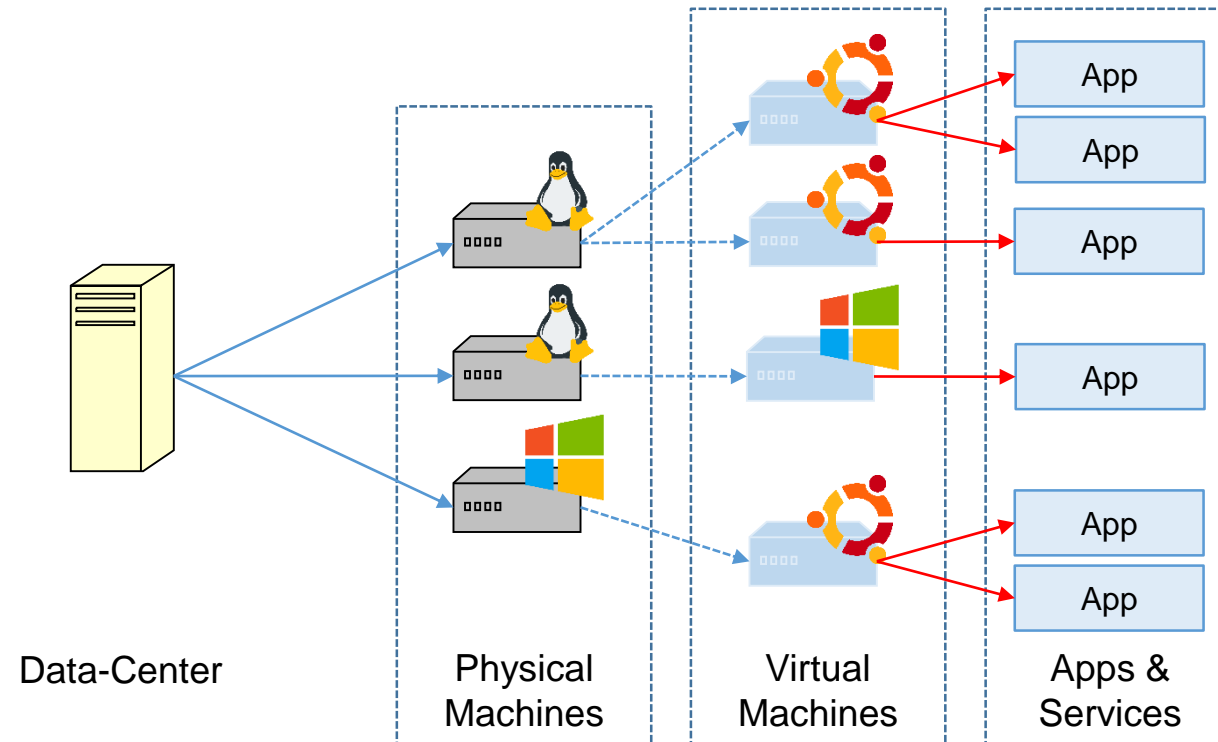 App
App
App
App
App
App
Data-Center
Physical
Machines
Virtual
Machines
Apps &
Services